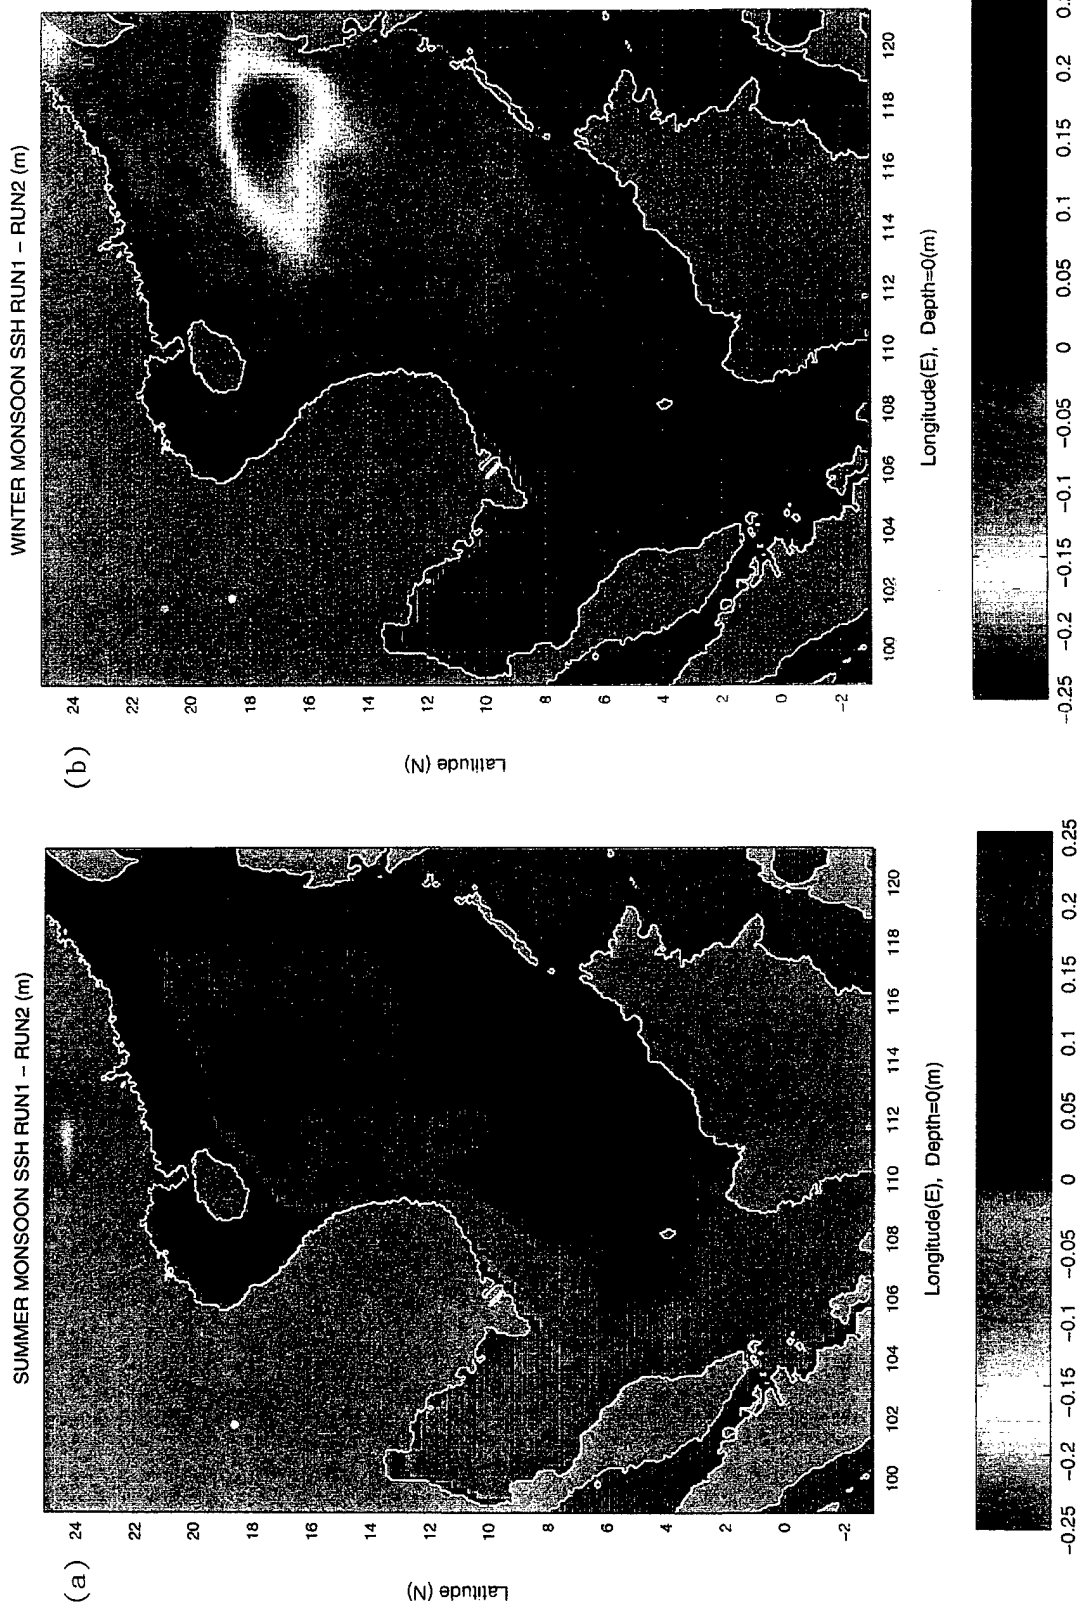 (a)
SUMMER MONSOON SSH RUN1 − RUN2 (m)
Latitude (N)
24
22
20
18
16
14
12
10
8
6
4
2
0
−2
100 102 104 106 108 110 112 114 116 118 120
Longitude(E), Depth=0(m)
−0.25 −0.2 −0.15 −0.1 −0.05 0 0.05 0.1 0.15 0.2 0.25
(b)
WINTER MONSOON SSH RUN1 − RUN2 (m)
Latitude (N)
24
22
20
18
16
14
12
10
8
6
4
2
0
−2
100 102 104 106 108 110 112 114 116 118 120
Longitude(E), Depth=0(m)
−0.25 −0.2 −0.15 −0.1 −0.05 0 0.05 0.1 0.15 0.2